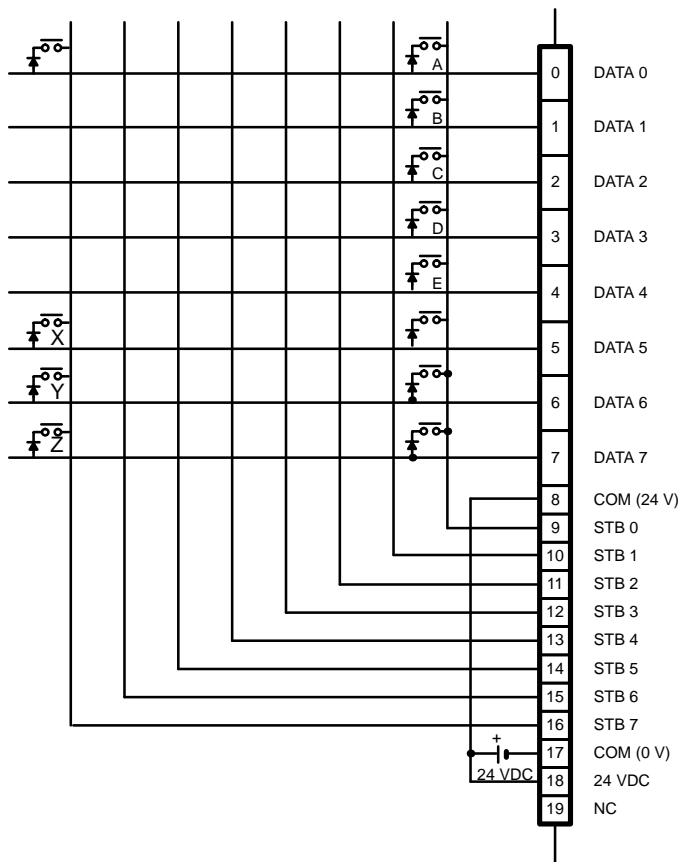 A
0 DATA 0
B
1 DATA 1
C
2 DATA 2
D
3 DATA 3
E
4 DATA 4
X
5 DATA 5
Y
6 DATA 6
Z
7 DATA 7
8 COM (24 V)
9 STB 0
10 STB 1
11 STB 2
12 STB 3
13 STB 4
14 STB 5
15 STB 6
16 STB 7
+
17 COM (0 V)
24 VDC
18 24 VDC
19 NC